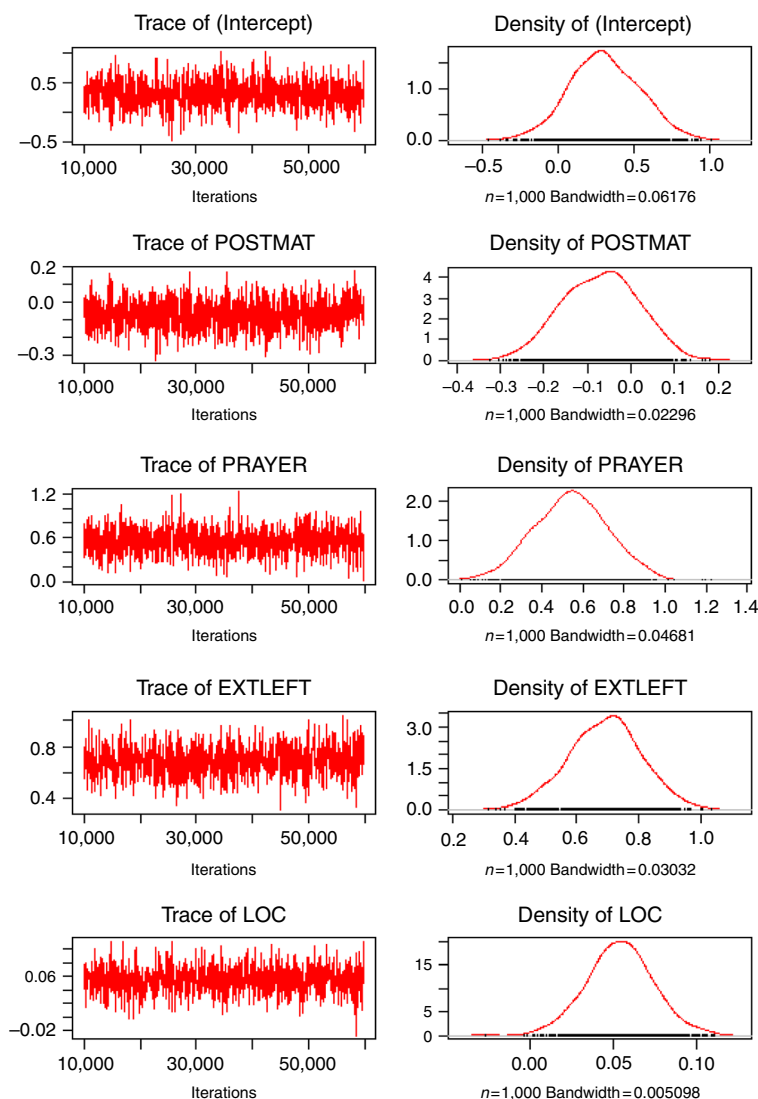 Trace of (Intercept)
0.5
−0.5
10,000 30,000 50,000
Iterations
Density of (Intercept)
1.0
0.0
−0.5 0.0 0.5 1.0
n=1,000 Bandwidth=0.06176
Trace of POSTMAT
0.2
0.0
−0.3
10,000 30,000 50,000
Iterations
Density of POSTMAT
4
3
2
1
0
−0.4 −0.3 −0.2 −0.1 0.0 0.1 0.2
n=1,000 Bandwidth=0.02296
Trace of PRAYER
1.2
0.6
0.0
10,000 30,000 50,000
Iterations
Density of PRAYER
2.0
1.0
0.0
0.0 0.2 0.4 0.6 0.8 1.0 1.2 1.4
n=1,000 Bandwidth=0.04681
Trace of EXTLEFT
0.8
0.4
10,000 30,000 50,000
Iterations
Density of EXTLEFT
3.0
1.5
0.0
0.2 0.4 0.6 0.8 1.0
n=1,000 Bandwidth=0.03032
Trace of LOC
0.06
−0.02
10,000 30,000 50,000
Iterations
Density of LOC
15
5
0
0.00 0.05 0.10
n=1,000 Bandwidth=0.005098